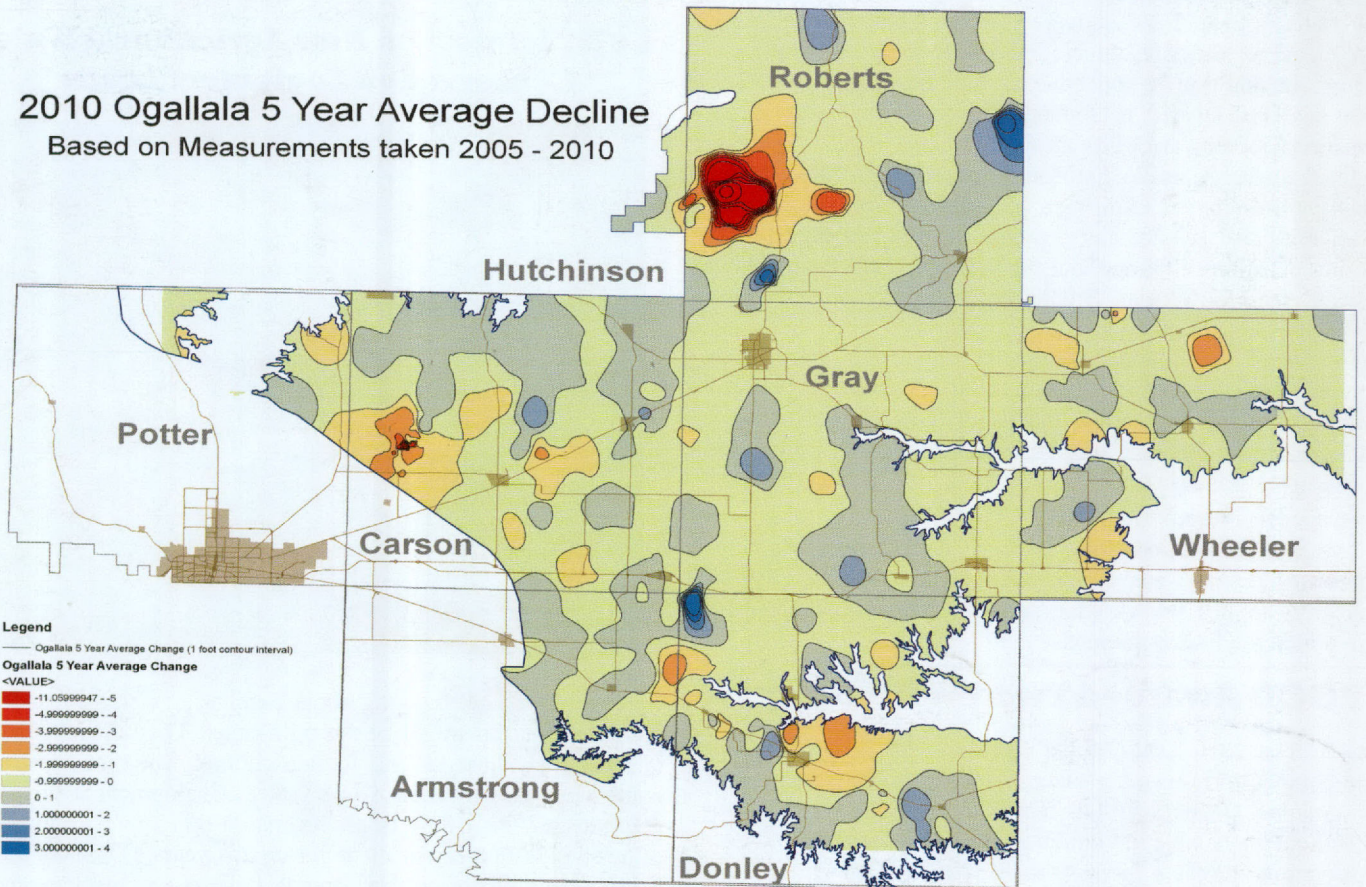 2010 Ogallala 5 Year Average Decline
Based on Measurements taken 2005 - 2010
Roberts
Hutchinson
Gray
Potter
Carson
Wheeler
Armstrong
Donley
Legend
Ogallala 5 Year Average Change (1 foot contour interval)
Ogallala 5 Year Average Change
<VALUE>
-11.05999947 - -5
-4.999999999 - -4
-3.999999999 - -3
-2.999999999 - -2
-1.999999999 - -1
-0.999999999 - 0
0 - 1
1.000000001 - 2
2.000000001 - 3
3.000000001 - 4